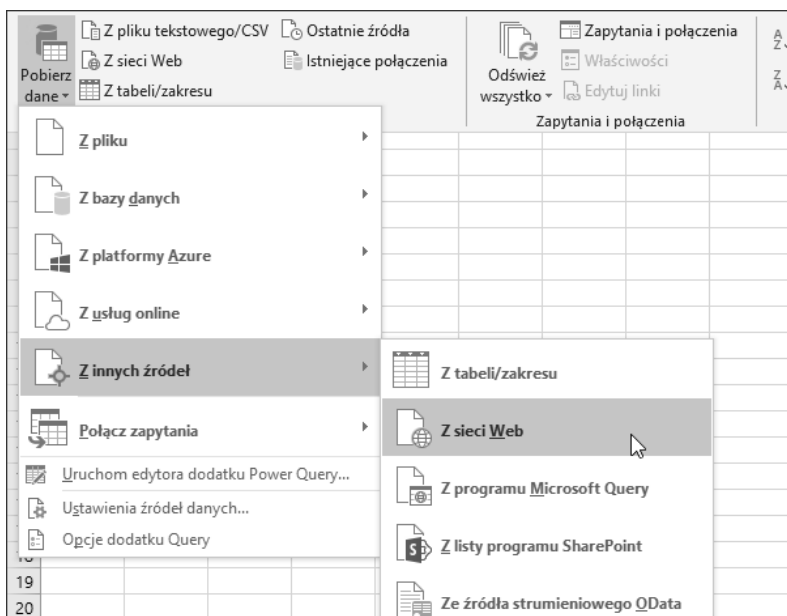 Z pliku tekstowego/CSV
Ostatnie źródła
Z sieci Web
Istniejące połączenia
Z tabeli/zakresu
Pobierz
dane
Odśwież
wszystko
Zapytania i połączenia
Właściwości
Edytuj linki
Zapytania i połączenia
A
Z
Z
A
Z pliku
Z bazy danych
Z platformy Azure
Z usług online
Z innych źródeł
Połącz zapytania
Uruchom edytora dodatku Power Query...
Ustawienia źródeł danych...
Opcje dodatku Query
Z tabeli/zakresu
Z sieci Web
Z programu Microsoft Query
Z listy programu SharePoint
Ze źródła strumieniowego OData
19
20